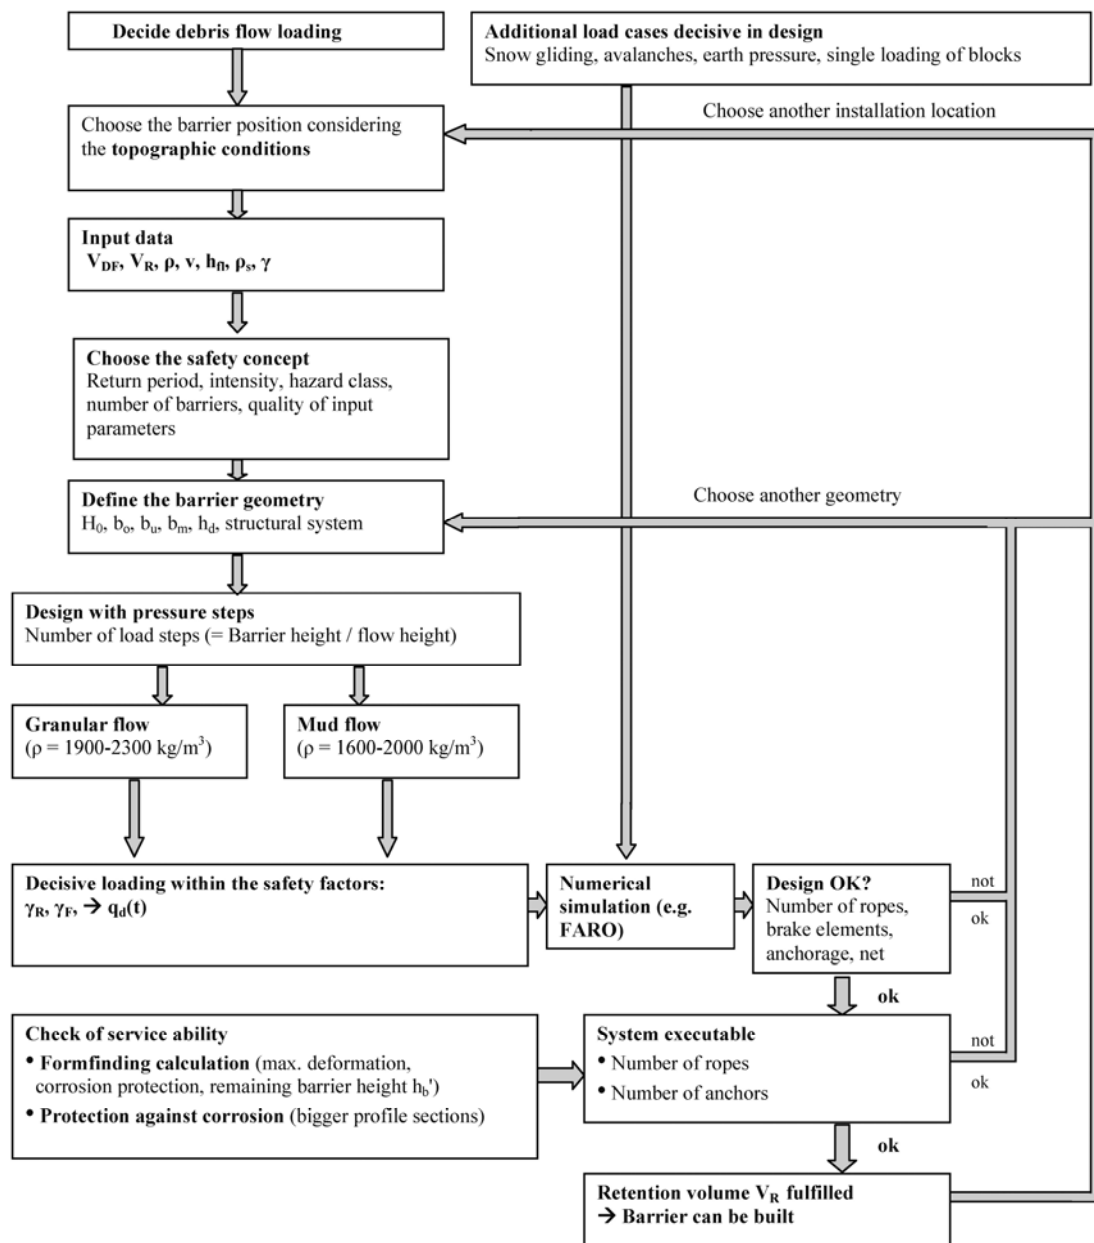 Decide debris flow loading
Additional load cases decisive in design
Snow gliding, avalanches, earth pressure, single loading of blocks
Choose another installation location
Choose the barrier position considering
the topographic conditions
Input data
V_DF, V_R, ρ, v, h_fl, ρ_s, γ
Choose the safety concept
Return period, intensity, hazard class,
number of barriers, quality of input
parameters
Choose another geometry
Define the barrier geometry
H_0, b_o, b_u, b_m, h_d, structural system
Design with pressure steps
Number of load steps (= Barrier height / flow height)
Granular flow
(ρ = 1900-2300 kg/m³)
Mud flow
(ρ = 1600-2000 kg/m³)
Decisive loading within the safety factors:
γ_R, γ_F, → q_d(t)
Numerical
simulation (e.g.
FARO)
Design OK?
Number of ropes,
brake elements,
anchorage, net
not
ok
ok
Check of service ability
• Formfinding calculation (max. deformation,
corrosion protection, remaining barrier height h_b')
• Protection against corrosion (bigger profile sections)
System executable
• Number of ropes
• Number of anchors
not
ok
ok
Retention volume V_R fulfilled
→ Barrier can be built